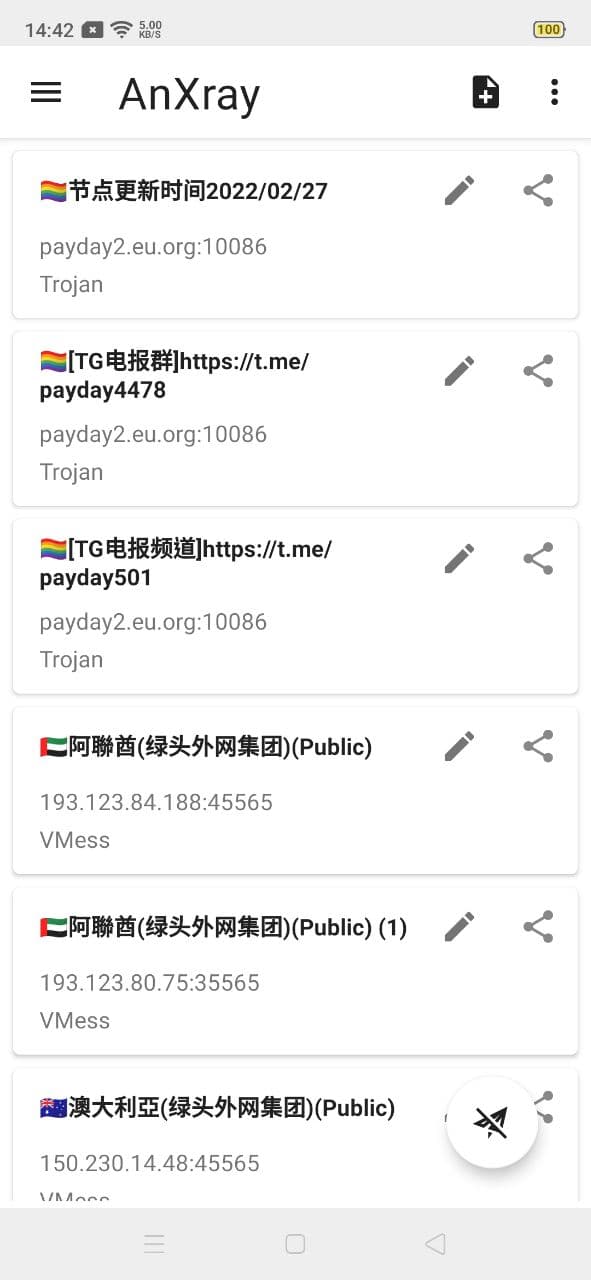 14:42 5.00 KB/S 100
AnXray
🏳️‍🌈节点更新时间2022/02/27
payday2.eu.org:10086
Trojan
🏳️‍🌈[TG电报群]https://t.me/
payday4478
payday2.eu.org:10086
Trojan
🏳️‍🌈[TG电报频道]https://t.me/
payday501
payday2.eu.org:10086
Trojan
🇦🇪阿聯酋(绿头外网集团)(Public)
193.123.84.188:45565
VMess
🇦🇪阿聯酋(绿头外网集团)(Public) (1)
193.123.80.75:35565
VMess
🇦🇺澳大利亞(绿头外网集团)(Public)
150.230.14.48:45565
VMess